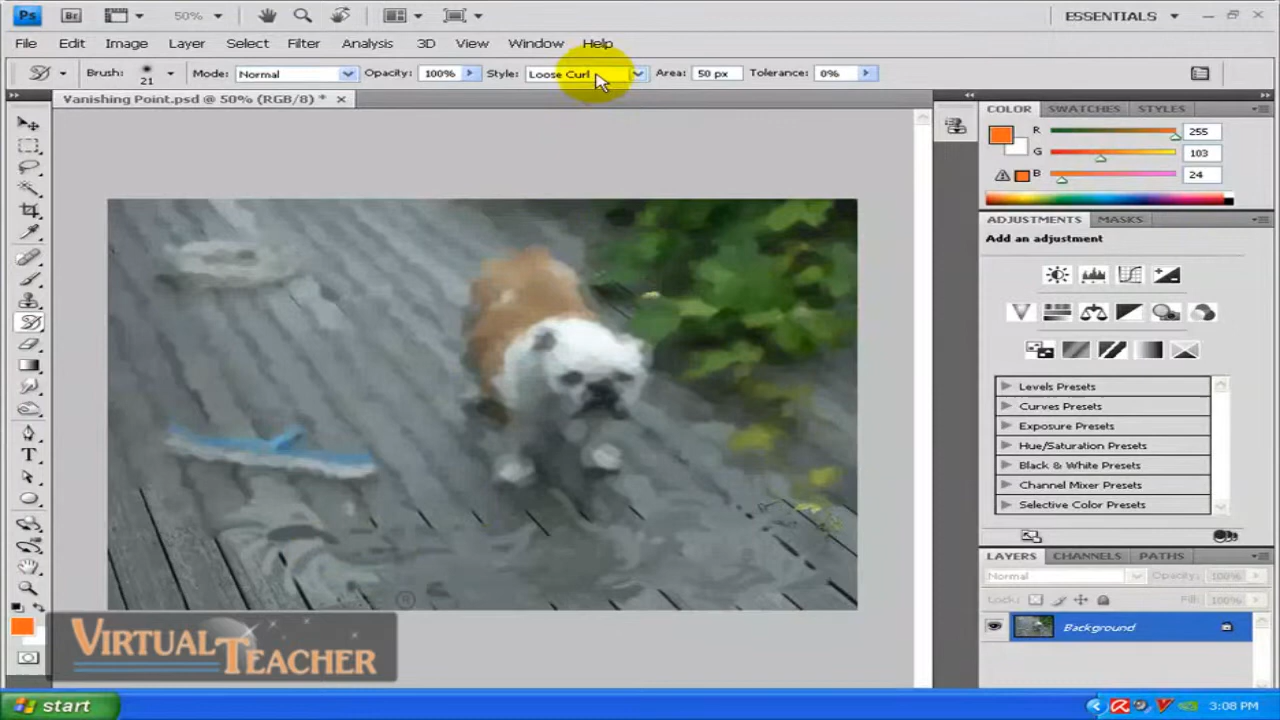 Ps Br 50% ESSENTIALS
File Edit Image Layer Select Filter Analysis 3D View Window Help
Brush: 21 Mode: Normal Opacity: 100% Style: Loose Curl Area: 50 px Tolerance: 0%
Vanishing Point.psd @ 50% (RGB/8) *
COLOR SWATCHES STYLES
R 255
G 103
B 24
ADJUSTMENTS MASKS
Add an adjustment
Levels Presets
Curves Presets
Exposure Presets
Hue/Saturation Presets
Black & White Presets
Channel Mixer Presets
Selective Color Presets
LAYERS CHANNELS PATHS
Normal Opacity: 100%
Lock: Fill: 100%
Background
VIRTUALTEACHER
start 3:08 PM